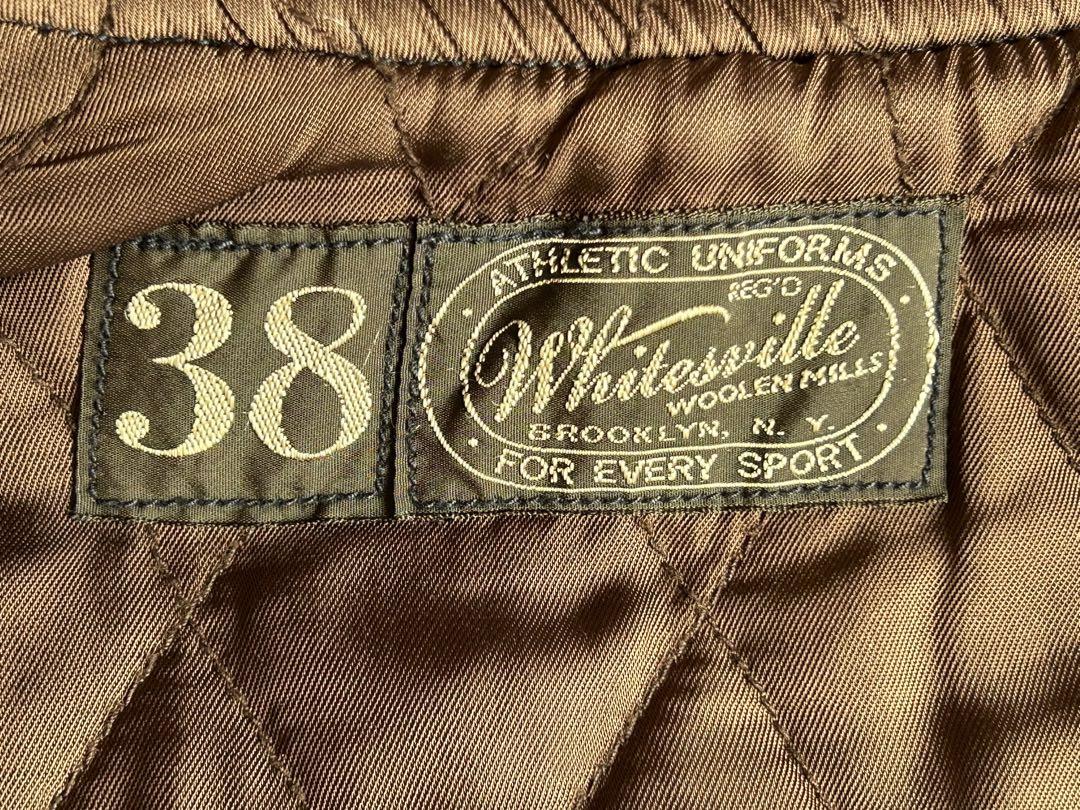 38
ATHLETIC UNIFORMS
REG'D
Whitesville
WOOLEN MILLS
BROOKLYN, N. Y.
FOR EVERY SPORT